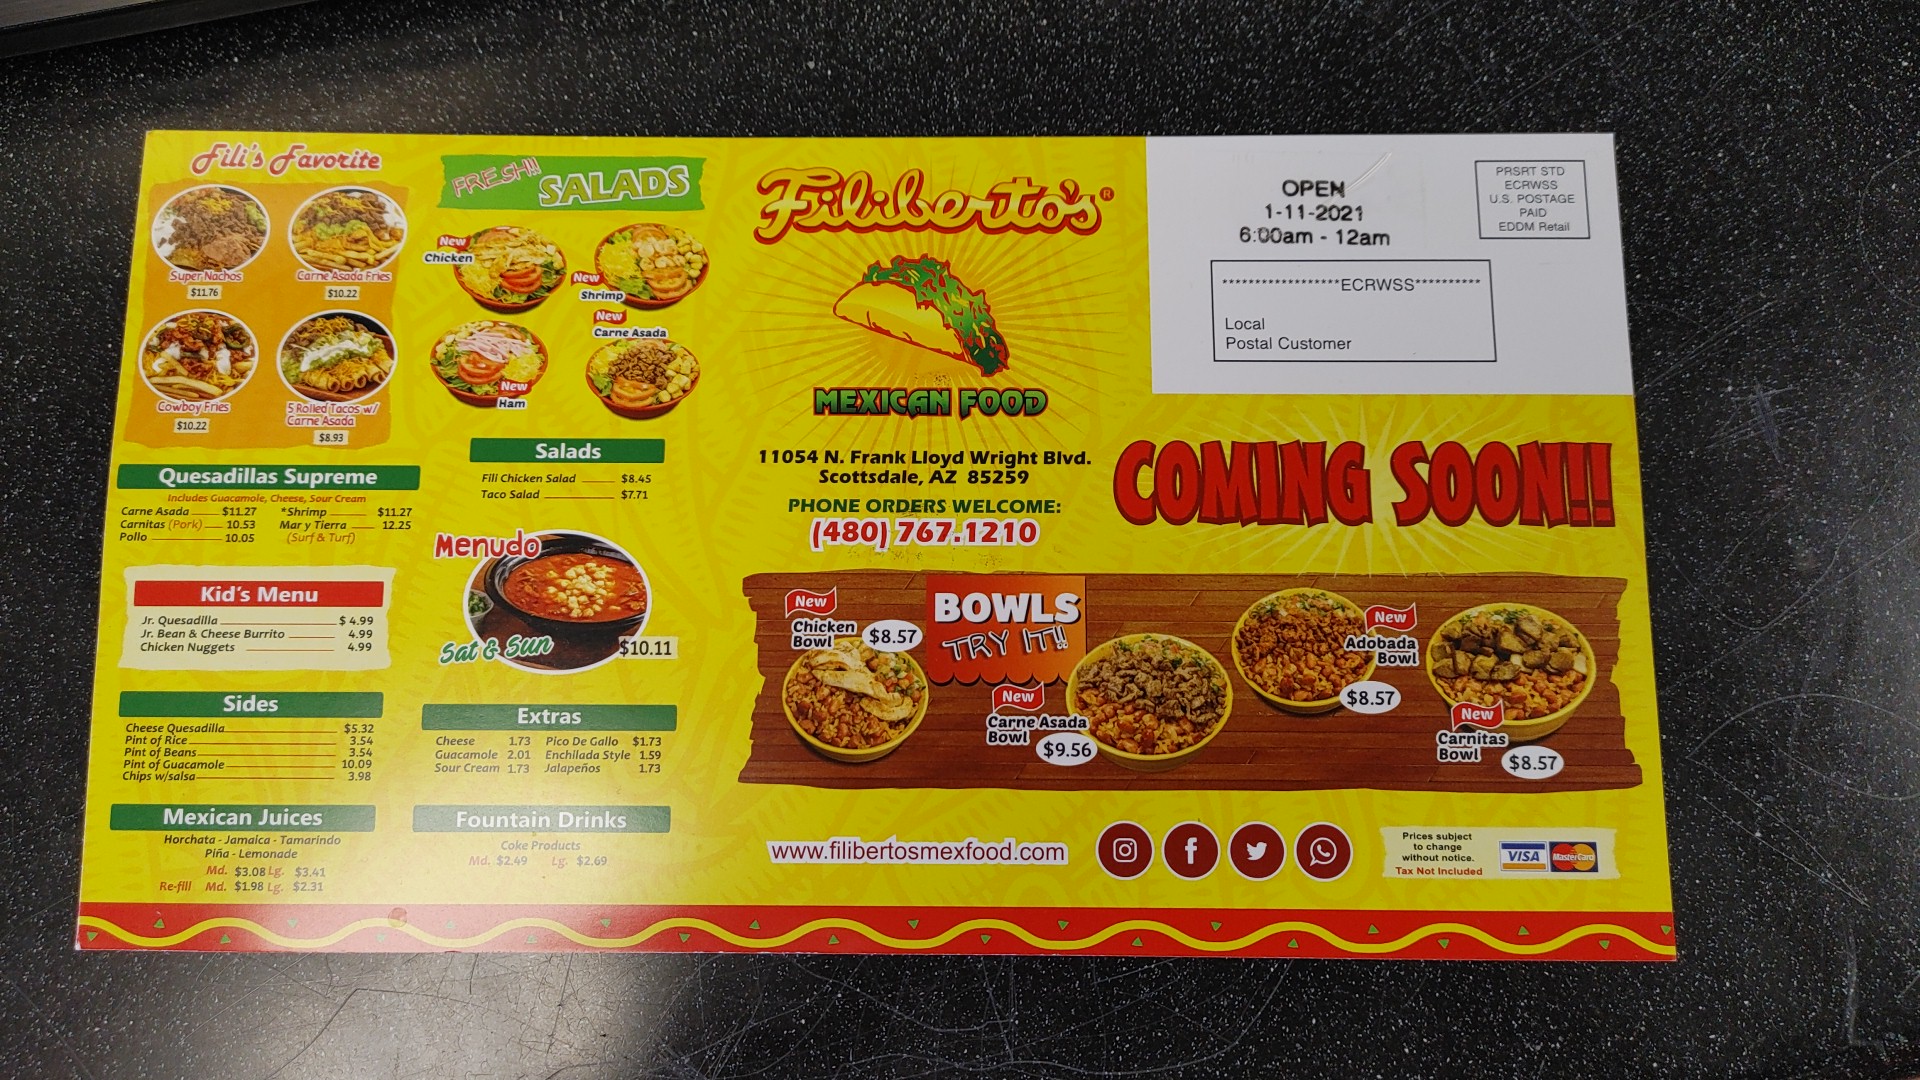 Fili's Favorite
Super Nachos
$11.76
Carne Asada Fries
$10.22
Cowboy Fries
$10.22
5 Rolled Tacos w/
Carne Asada
$8.93
Quesadillas Supreme
Includes Guacamole, Cheese, Sour Cream
Carne Asada $11.27
Carnitas (Pork) 10.53
Pollo 10.05
*Shrimp $11.27
Mar y Tierra 12.25
(Surf & Turf)
Kid's Menu
Jr. Quesadilla $ 4.99
Jr. Bean & Cheese Burrito 4.99
Chicken Nuggets 4.99
Sides
Cheese Quesadilla $5.32
Pint of Rice 3.54
Pint of Beans 3.54
Pint of Guacamole 10.09
Chips w/salsa 3.98
Mexican Juices
Horchata - Jamaica - Tamarindo
Piña - Lemonade
Md. $3.08 Lg. $3.41
Re-fill Md. $1.98 Lg. $2.31
FRESH!!! SALADS
New
Chicken
New
Shrimp
New
Carne Asada
New
Ham
Salads
Fili Chicken Salad $8.45
Taco Salad $7.71
Menudo
Sat & Sun
$10.11
Extras
Cheese 1.73 Pico De Gallo $1.73
Guacamole 2.01 Enchilada Style 1.59
Sour Cream 1.73 Jalapeños 1.73
Fountain Drinks
Coke Products
Md. $2.49 Lg. $2.69
Filiberto's®
MEXICAN FOOD
11054 N. Frank Lloyd Wright Blvd.
Scottsdale, AZ 85259
PHONE ORDERS WELCOME:
(480) 767.1210
OPEN
1-11-2021
6:00am - 12am
PRSRT STD
ECRWSS
U.S. POSTAGE
PAID
EDDM Retail
******************ECRWSS**********
Local
Postal Customer
COMING SOON!!
New
Chicken
Bowl
$8.57
BOWLS
TRY IT!!
New
Carne Asada
Bowl
$9.56
New
Adobada
Bowl
$8.57
New
Carnitas
Bowl
$8.57
www.filibertosmexfood.com
Prices subject
to change
without notice.
Tax Not Included
VISA
MasterCard